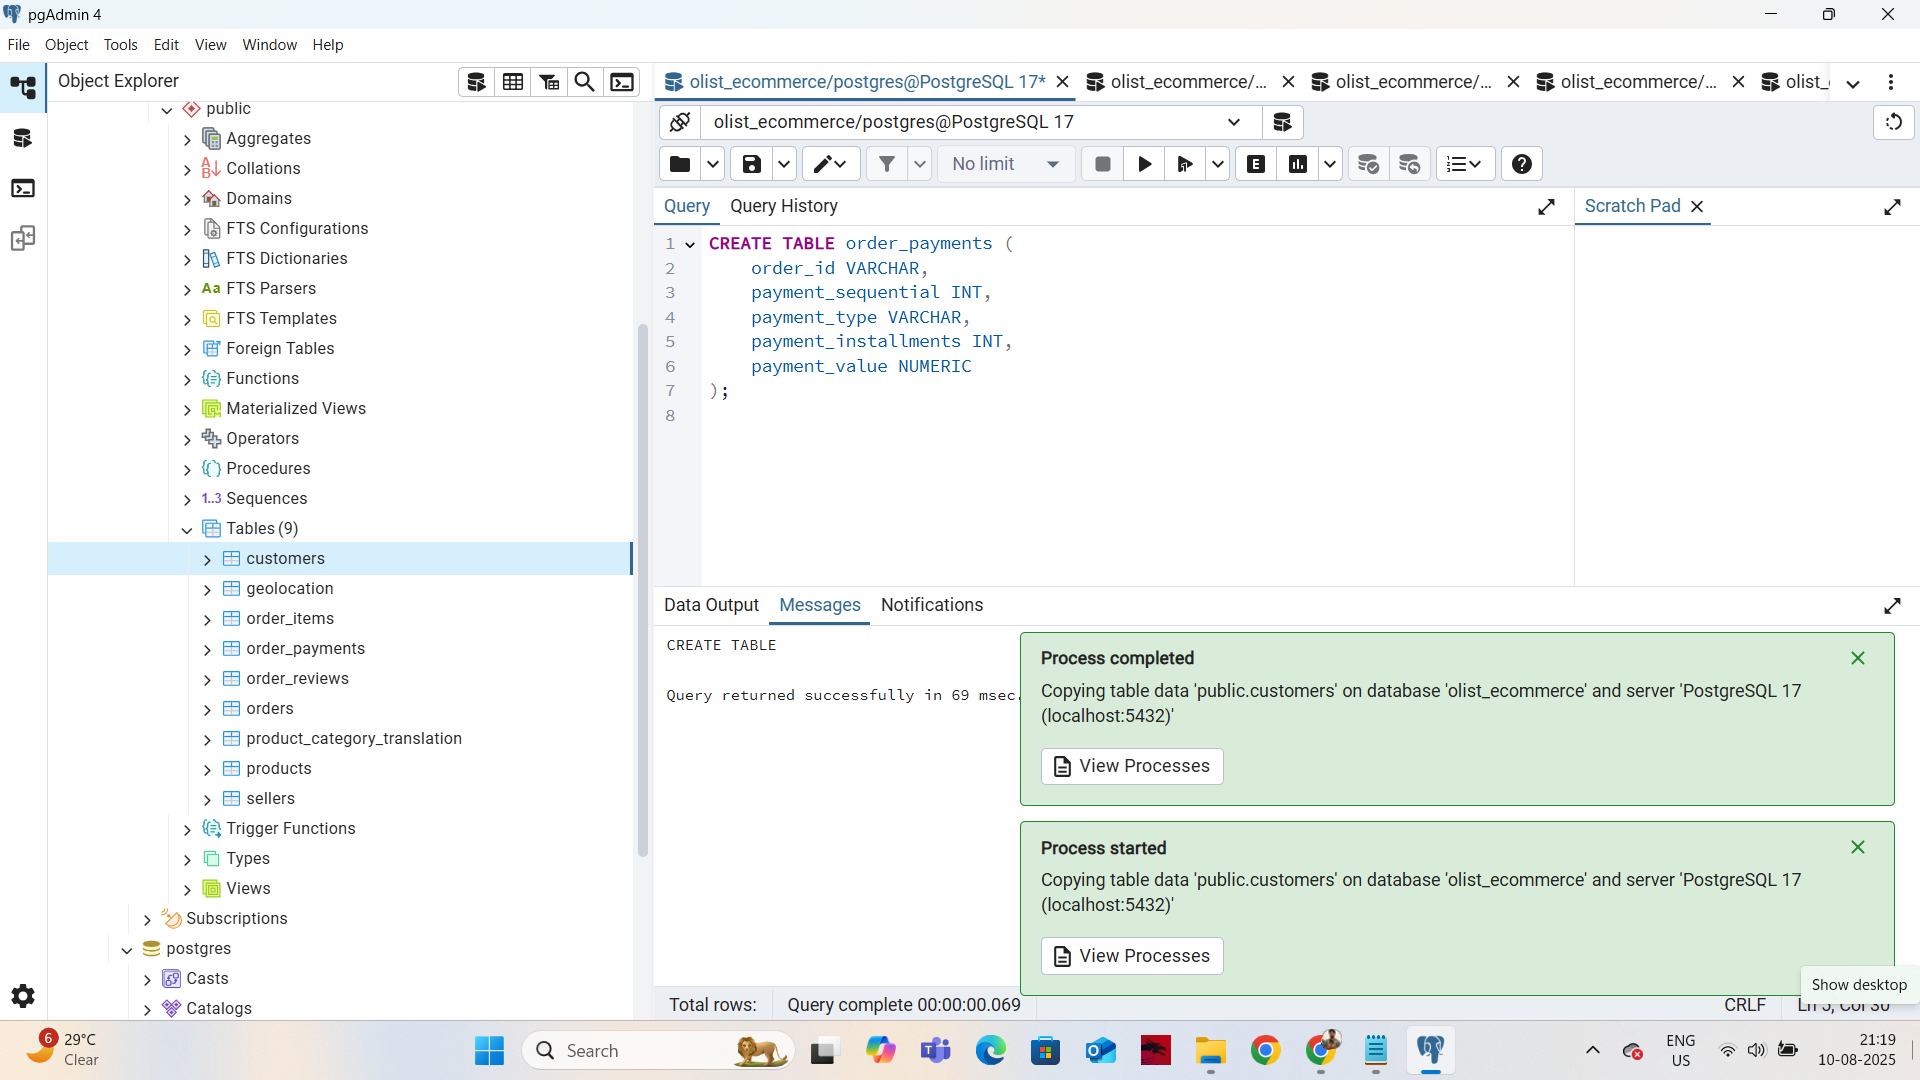 pgAdmin 4
File Object Tools Edit View Window Help
Object Explorer
public
Aggregates
Collations
Domains
FTS Configurations
FTS Dictionaries
Aa FTS Parsers
FTS Templates
Foreign Tables
Functions
Materialized Views
Operators
Procedures
1..3 Sequences
Tables (9)
customers
geolocation
order_items
order_payments
order_reviews
orders
product_category_translation
products
sellers
Trigger Functions
Types
Views
Subscriptions
postgres
Casts
Catalogs
olist_ecommerce/postgres@PostgreSQL 17* olist_ecommerce/... olist_ecommerce/... olist_ecommerce/...
olist_ecommerce/postgres@PostgreSQL 17
No limit E
Query Query History
Scratch Pad
1 CREATE TABLE order_payments (
2 order_id VARCHAR,
3 payment_sequential INT,
4 payment_type VARCHAR,
5 payment_installments INT,
6 payment_value NUMERIC
7 );
8
Data Output Messages Notifications
CREATE TABLE
Query returned successfully in 69 msec.
Process completed
Copying table data 'public.customers' on database 'olist_ecommerce' and server 'PostgreSQL 17
(localhost:5432)'
View Processes
Process started
Copying table data 'public.customers' on database 'olist_ecommerce' and server 'PostgreSQL 17
(localhost:5432)'
View Processes
Show desktop
Total rows: Query complete 00:00:00.069 CRLF
6
29°C
Clear
Search
ENG
US
21:19
10-08-2025